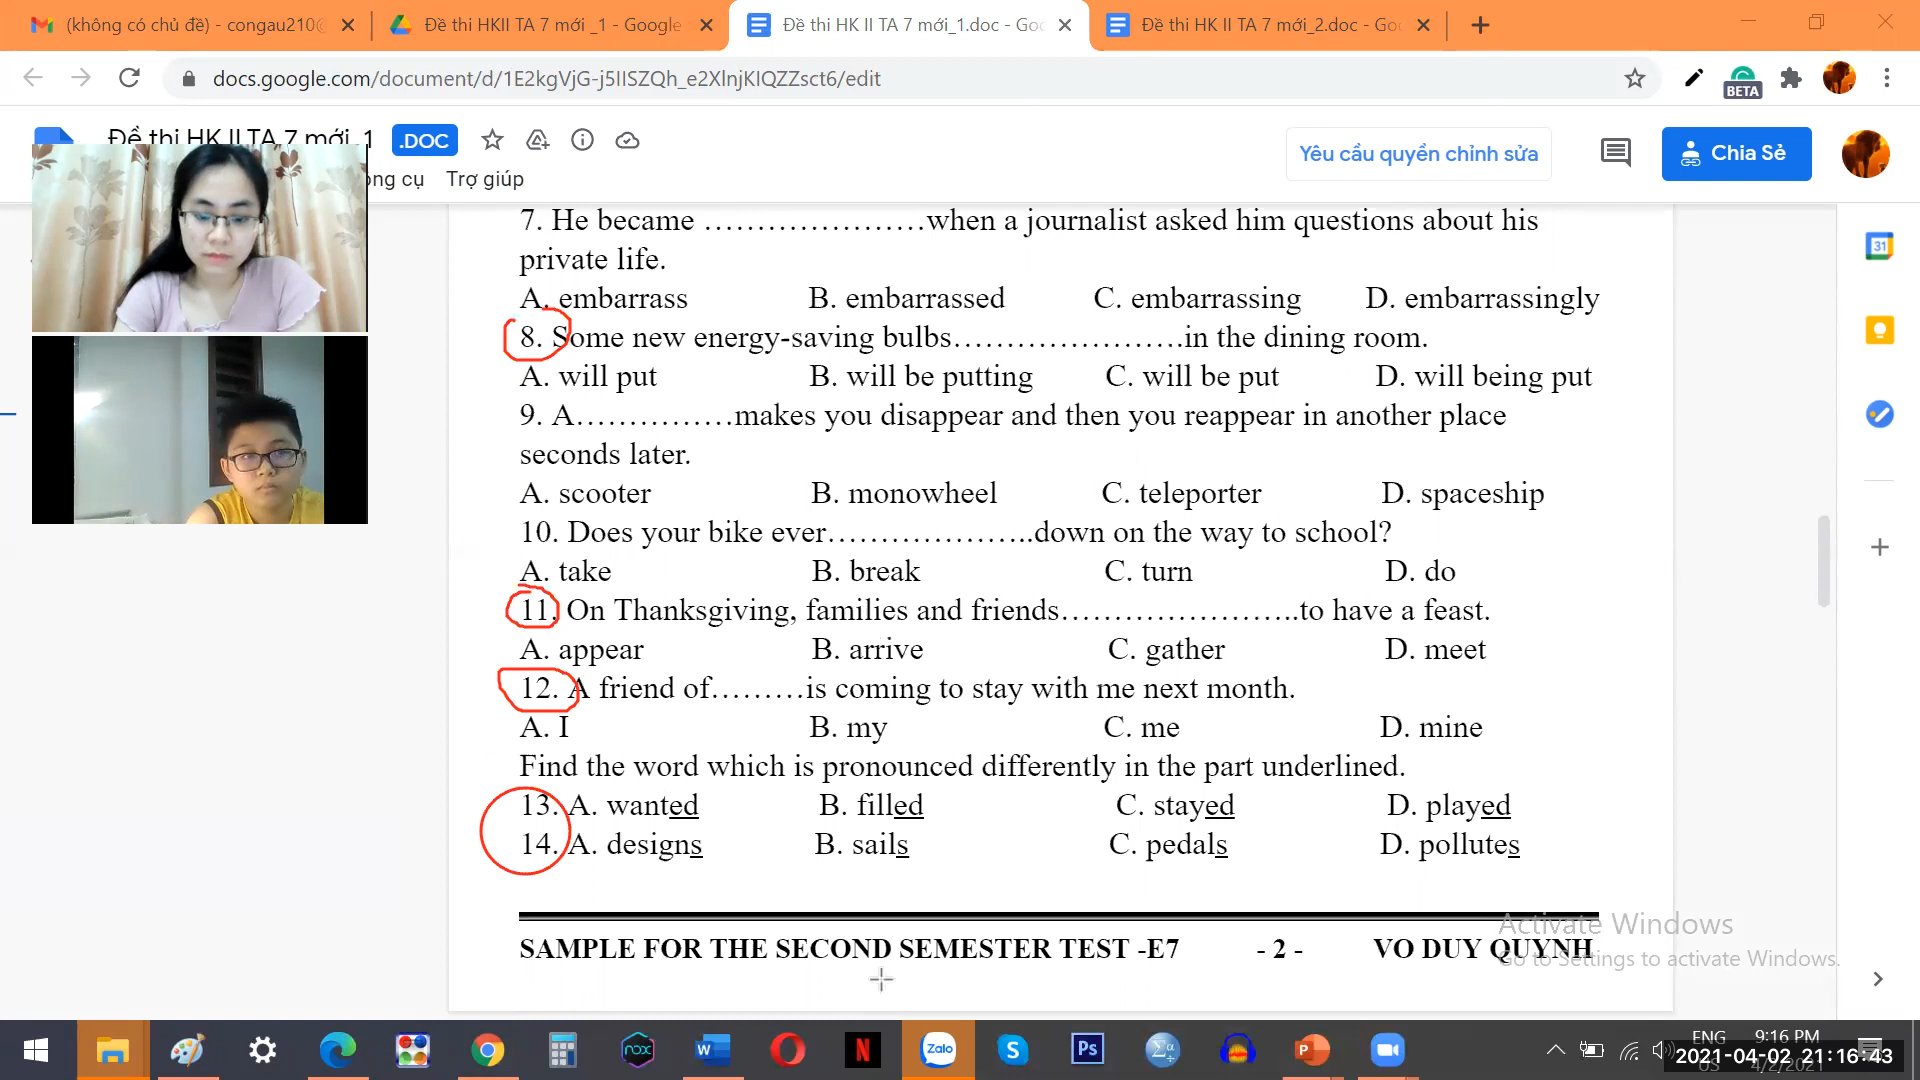 (không có chủ đề) - congau210@
Đề thi HKII TA 7 mới _1 - Google
Đề thi HK II TA 7 mới_1.doc - Goo
Đề thi HK II TA 7 mới_2.doc - Goo
docs.google.com/document/d/1E2kgVjG-j5IISZQh_e2XlnjKIQZZsct6/edit
BETA
Đề thi HK II TA 7 mới_1
.DOC
Yêu cầu quyền chỉnh sửa
Chia Sẻ
ông cụ Trợ giúp
7. He became …………………when a journalist asked him questions about his
private life.
A. embarrass B. embarrassed C. embarrassing D. embarrassingly
8. Some new energy-saving bulbs………………….in the dining room.
A. will put B. will be putting C. will be put D. will being put
9. A……………makes you disappear and then you reappear in another place
seconds later.
A. scooter B. monowheel C. teleporter D. spaceship
10. Does your bike ever………………..down on the way to school?
A. take B. break C. turn D. do
11. On Thanksgiving, families and friends…………………..to have a feast.
A. appear B. arrive C. gather D. meet
12. A friend of………is coming to stay with me next month.
A. I B. my C. me D. mine
Find the word which is pronounced differently in the part underlined.
13. A. wanted B. filled C. stayed D. played
14. A. designs B. sails C. pedals D. pollutes
SAMPLE FOR THE SECOND SEMESTER TEST -E7 - 2 - VO DUY QUYNH
Activate Windows
Go to Settings to activate Windows.
31
nox
W
N
Zalo
S
Ps
Σα
P
ENG
9:16 PM
2021-04-02 21:16:43
US
4/2/2021